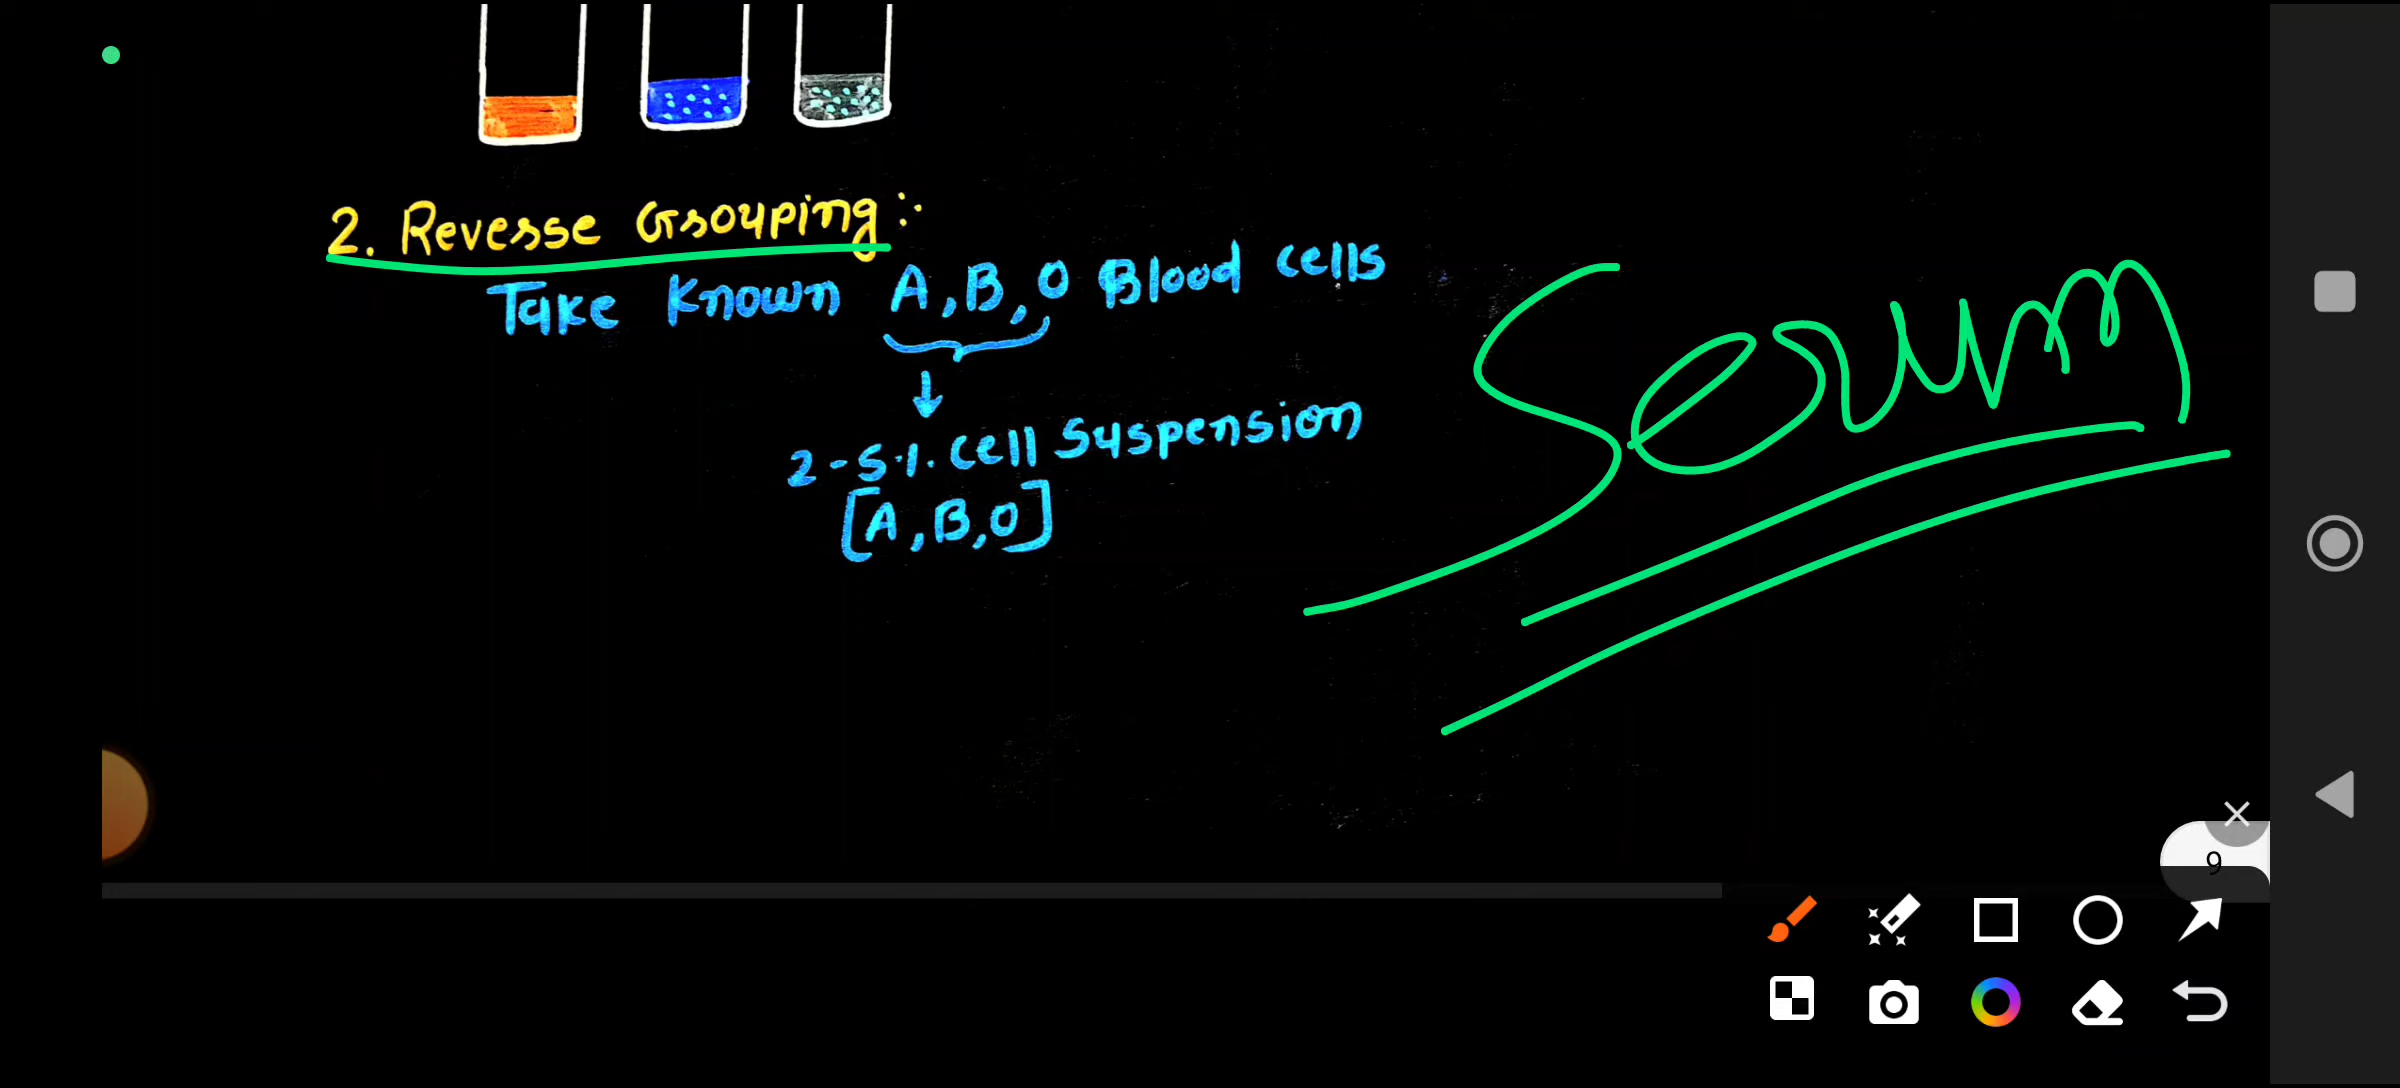 2. Reverse Grouping :-
Take Known A, B, O Blood cells
Serum
2-5%. Cell Suspension
[A, B, O]
9